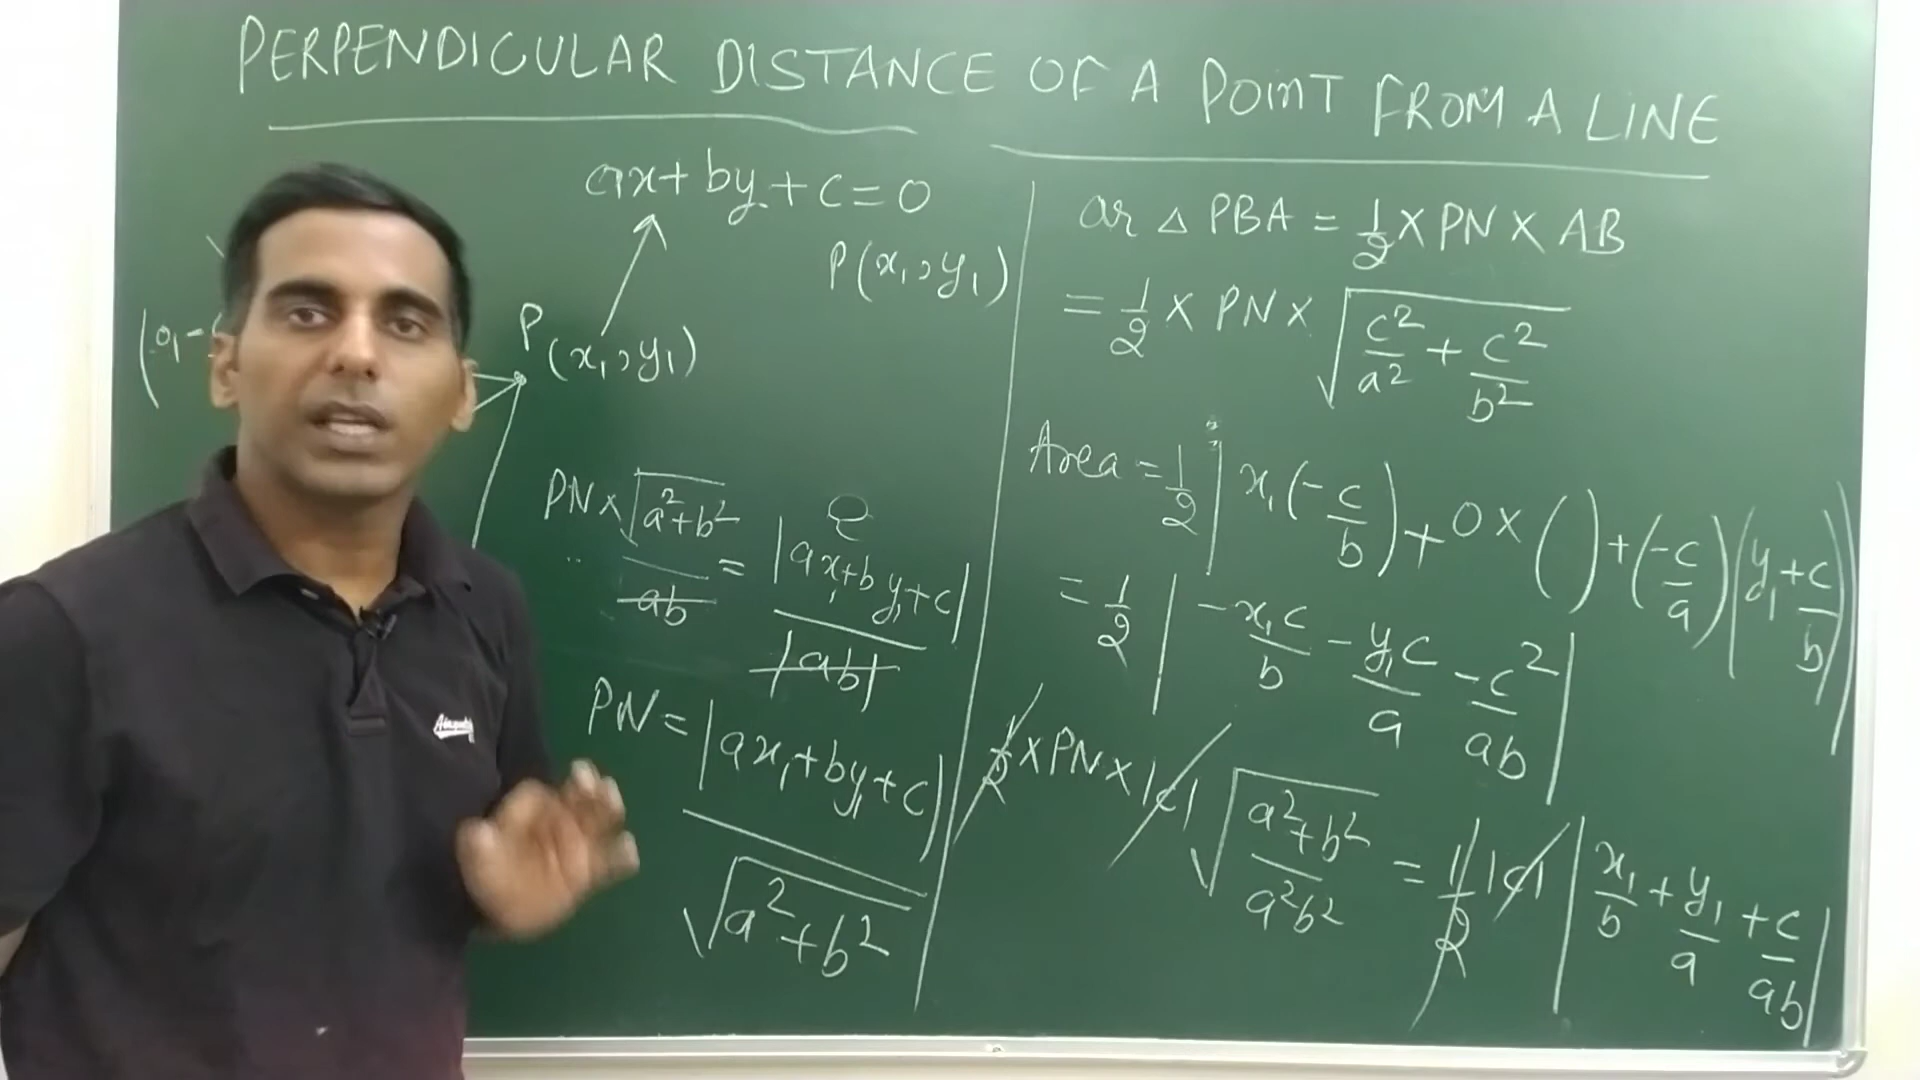 PERPENDICULAR DISTANCE OF A POINT FROM A LINE
ax+by+c=0
P(x₁,y₁)
P
(x₁,y₁)
(0,-
PN×√(a²+b²)/ab = |ax₁+by₁+c|/|ab|
PN=|ax₁+by₁+c|/√(a²+b²)
ar △ PBA = 1/2×PN×AB
=1/2×PN×√(c²/a²+c²/b²)
Area=1/2|x₁(-c/b)+0×( )+(-c/a)(y₁+c/b)|
=1/2|-x₁c/b-y₁c/a-c²/ab|
1/2×PN×|c|√(a²+b²/a²b²)=1/2|c||x₁/b+y₁/a+c/ab|